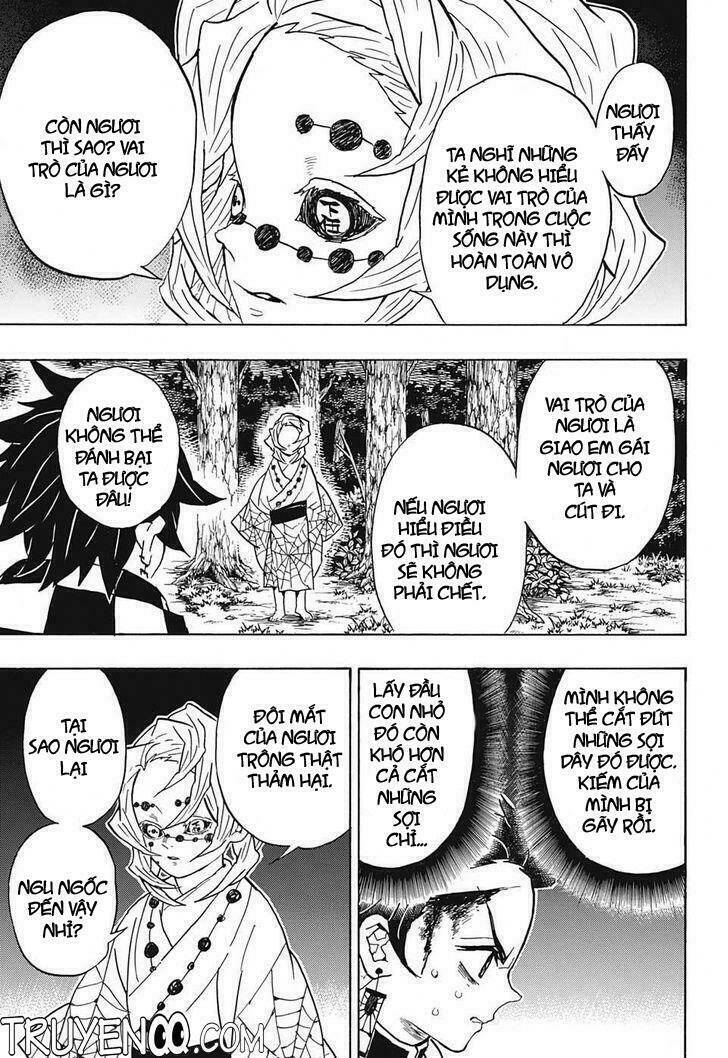 NGƯƠI
THẤY
ĐẤY
TA NGHĨ NHỮNG
KẺ KHÔNG HIỂU
ĐƯỢC VAI TRÒ CỦA
MÌNH TRONG CUỘC
SỐNG NÀY THÌ
HOÀN TOÀN VÔ
DỤNG.
CÒN NGƯƠI
THÌ SAO? VAI
TRÒ CỦA NGƯƠI
LÀ GÌ?
VAI TRÒ CỦA
NGƯƠI LÀ
GIAO EM GÁI
NGƯƠI CHO
TA VÀ
CÚT ĐI.
NẾU NGƯƠI
HIỂU ĐIỀU
ĐÓ THÌ NGƯƠI
SẼ KHÔNG
PHẢI CHẾT.
NGƯƠI
KHÔNG THỂ
ĐÁNH BẠI
TA ĐƯỢC
ĐÂU!
MÌNH KHÔNG
THỂ CẮT ĐỨT
NHỮNG SỢI
DÂY ĐÓ ĐƯỢC.
KIẾM CỦA
MÌNH BỊ
GÃY RỒI.
LẤY ĐẦU
CON NHỎ
ĐÓ CÒN
KHÓ HƠN
CẢ CẮT
NHỮNG
SỢI
CHỈ...
ĐÔI MẮT
CỦA NGƯƠI
TRÔNG THẬT
THẢM HẠI.
TẠI
SAO NGƯƠI
LẠI
NGU NGỐC
ĐẾN VẬY
NHỈ?
TRUYENQQ.COM